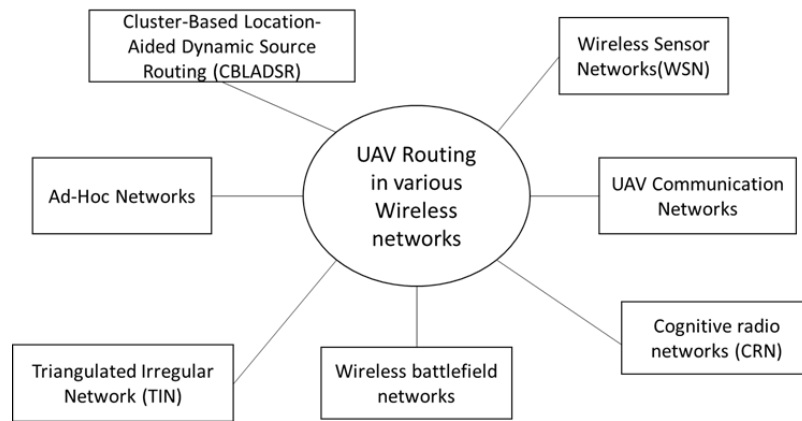 Cluster-Based Location-
Aided Dynamic Source
Routing (CBLADSR)
Wireless Sensor
Networks(WSN)
UAV Routing
in various
Wireless
networks
Ad-Hoc Networks
UAV Communication
Networks
Cognitive radio
networks (CRN)
Triangulated Irregular
Network (TIN)
Wireless battlefield
networks